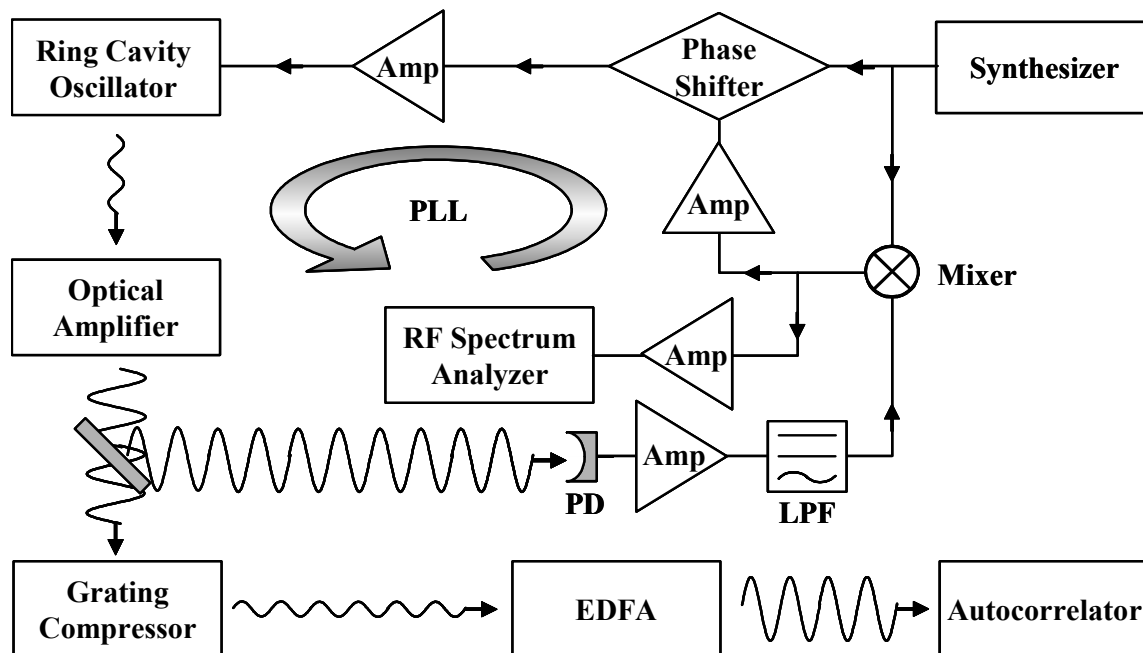 Ring Cavity
Oscillator
Amp
Phase
Shifter
Synthesizer
PLL
Amp
Mixer
Optical
Amplifier
RF Spectrum
Analyzer
Amp
Amp
PD
LPF
Grating
Compressor
EDFA
Autocorrelator